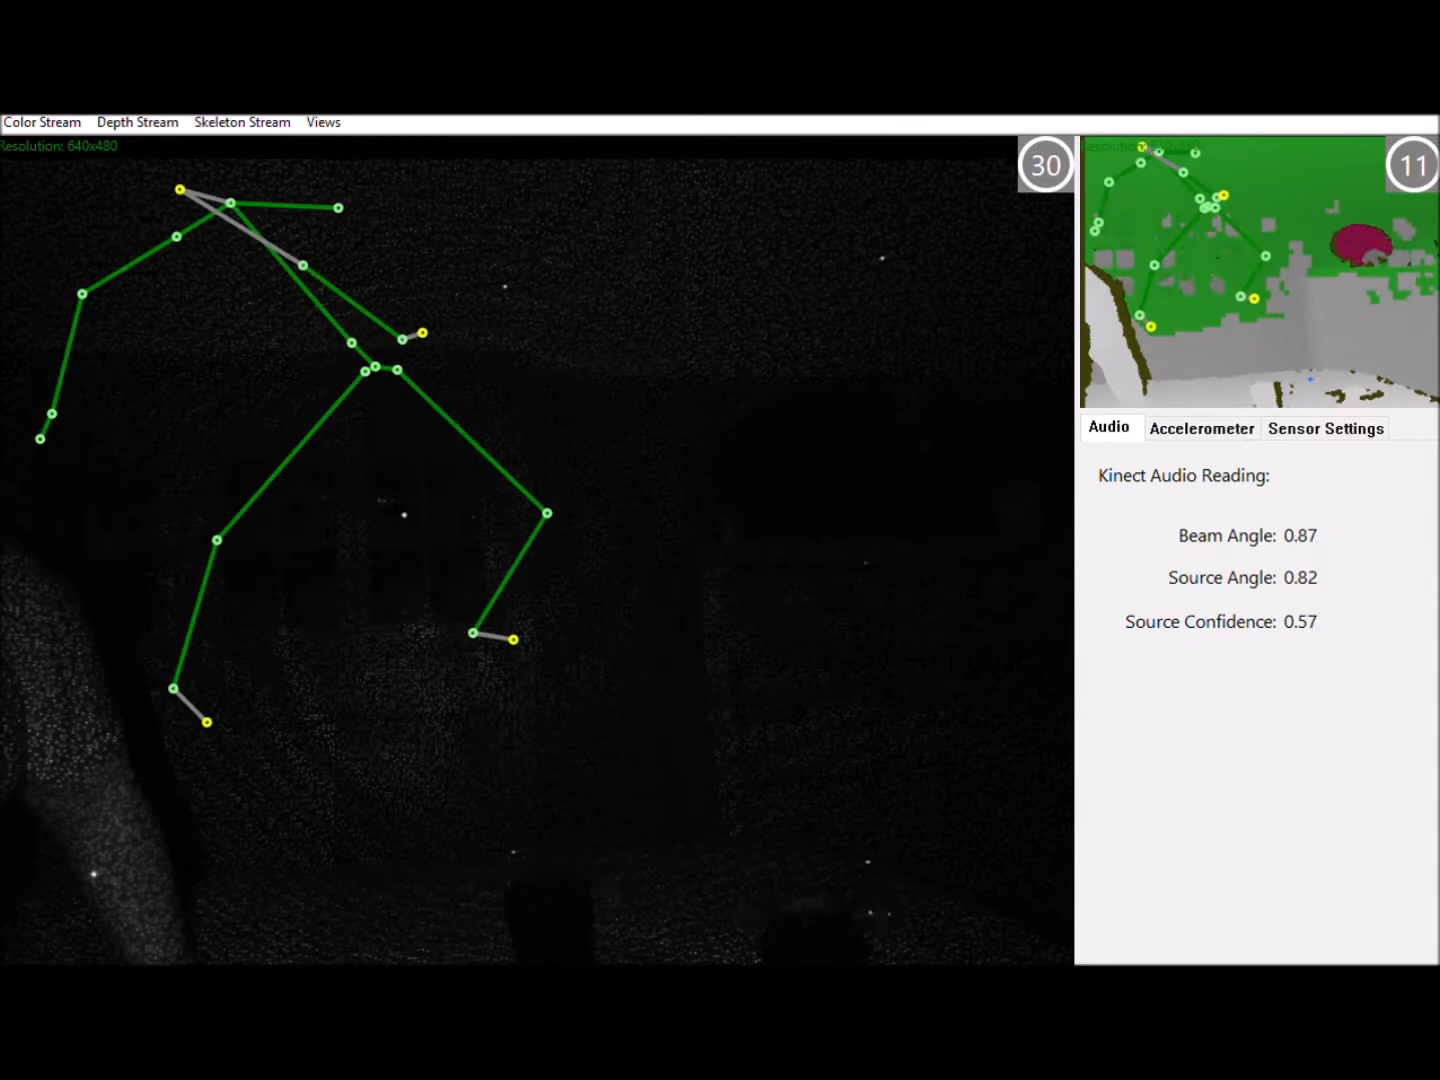 Color Stream Depth Stream Skeleton Stream Views
Resolution: 640x480
30
11
Audio Accelerometer Sensor Settings
Kinect Audio Reading:
Beam Angle: 0.87
Source Angle: 0.82
Source Confidence: 0.57